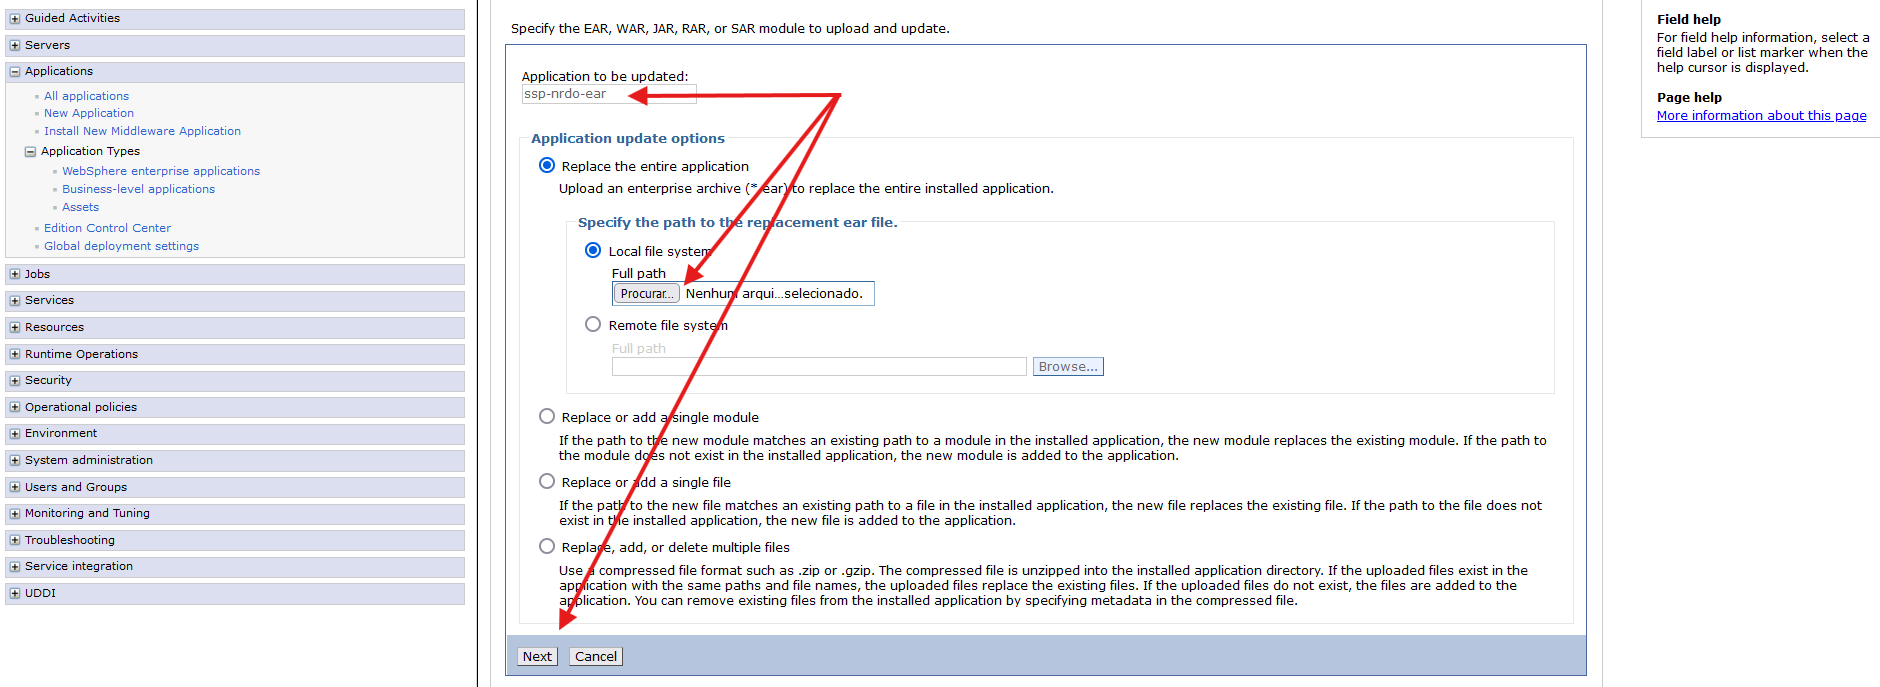 Guided Activities
Servers
Applications
All applications
New Application
Install New Middleware Application
Application Types
WebSphere enterprise applications
Business-level applications
Assets
Edition Control Center
Global deployment settings
Jobs
Services
Resources
Runtime Operations
Security
Operational policies
Environment
System administration
Users and Groups
Monitoring and Tuning
Troubleshooting
Service integration
UDDI
Specify the EAR, WAR, JAR, RAR, or SAR module to upload and update.
Application to be updated:
ssp-nrdo-ear
Application update options
Replace the entire application
Upload an enterprise archive (*.ear) to replace the entire installed application.
Specify the path to the replacement ear file.
Local file system
Full path
Procurar... Nenhum arqui...selecionado.
Remote file system
Full path
Browse...
Replace or add a single module
If the path to the new module matches an existing path to a module in the installed application, the new module replaces the existing module. If the path to
the module does not exist in the installed application, the new module is added to the application.
Replace or add a single file
If the path to the new file matches an existing path to a file in the installed application, the new file replaces the existing file. If the path to the file does not
exist in the installed application, the new file is added to the application.
Replace, add, or delete multiple files
Use a compressed file format such as .zip or .gzip. The compressed file is unzipped into the installed application directory. If the uploaded files exist in the
application with the same paths and file names, the uploaded files replace the existing files. If the uploaded files do not exist, the files are added to the
application. You can remove existing files from the installed application by specifying metadata in the compressed file.
Next Cancel
Field help
For field help information, select a
field label or list marker when the
help cursor is displayed.
Page help
More information about this page